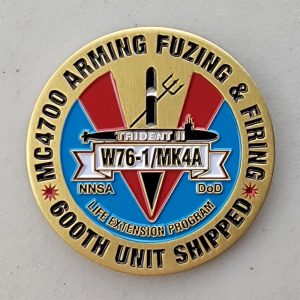 MC4700 ARMING FUZING & FIRING
TRIDENT II
W76-1/MK4A
NNSA DoD
LIFE EXTENSION PROGRAM
600TH UNIT SHIPPED